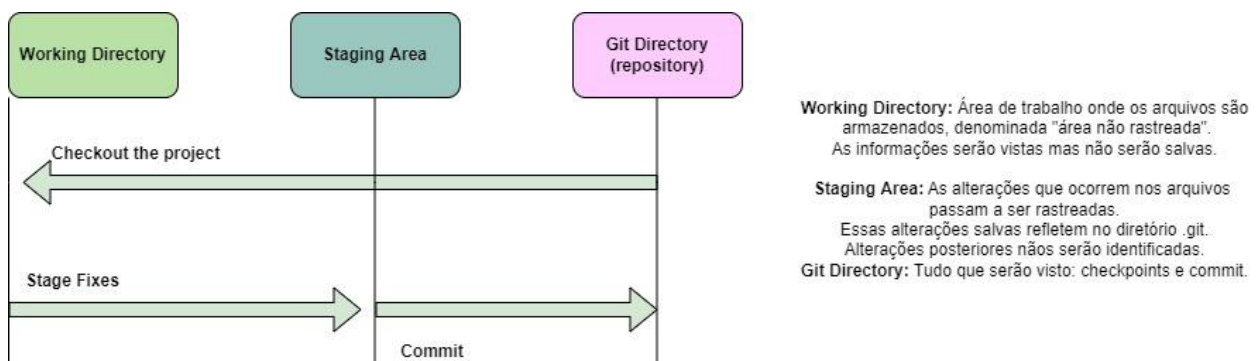 Working Directory
Staging Area
Git Directory
(repository)
Checkout the project
Stage Fixes
Commit
Working Directory: Área de trabalho onde os arquivos são
armazenados, denominada "área não rastreada".
As informações serão vistas mas não serão salvas.
Staging Area: As alterações que ocorrem nos arquivos
passam a ser rastreadas.
Essas alterações salvas refletem no diretório .git.
Alterações posteriores nãos serão identificadas.
Git Directory: Tudo que serão visto: checkpoints e commit.